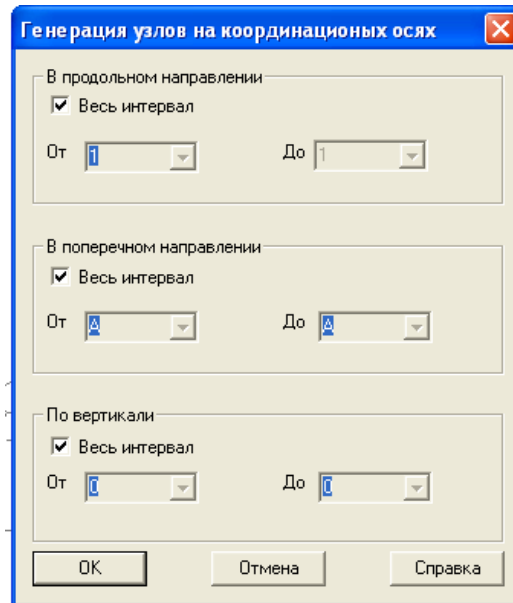 Генерация узлов на координационых осях
В продольном направлении
Весь интервал
От 1 До 1
В поперечном направлении
Весь интервал
От А До А
По вертикали
Весь интервал
От 0 До 0
OK Отмена Справка